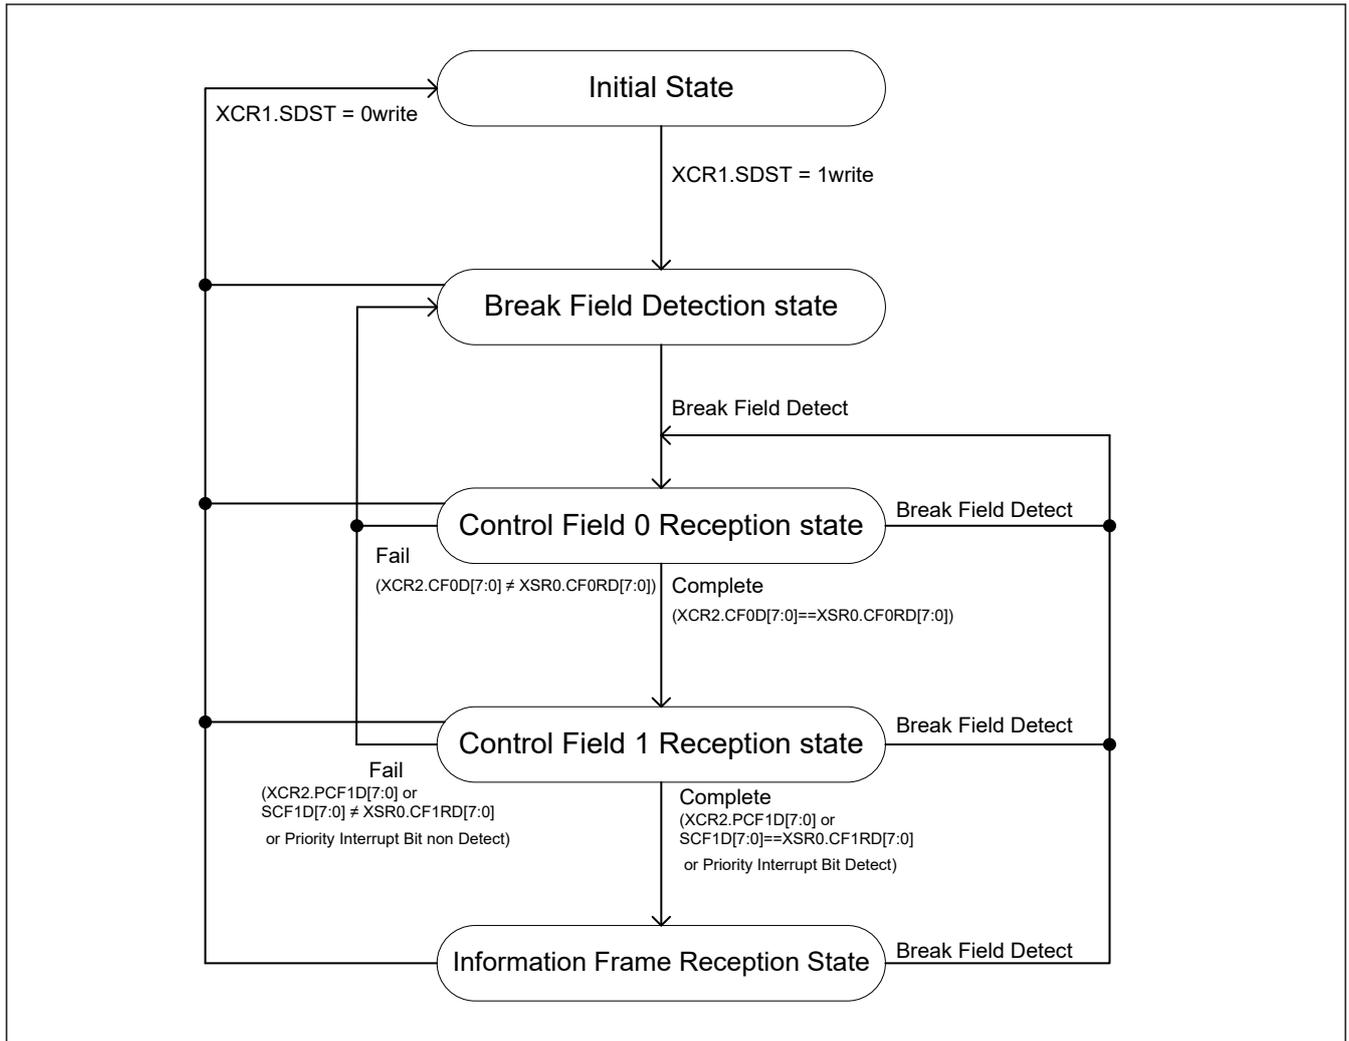 Initial State
XCR1.SDST = 0write
XCR1.SDST = 1write
Break Field Detection state
Break Field Detect
Control Field 0 Reception state
Break Field Detect
Fail
(XCR2.CF0D[7:0] ≠ XSR0.CF0RD[7:0])
Complete
(XCR2.CF0D[7:0]==XSR0.CF0RD[7:0])
Control Field 1 Reception state
Break Field Detect
Fail
(XCR2.PCF1D[7:0] or
SCF1D[7:0] ≠ XSR0.CF1RD[7:0]
or Priority Interrupt Bit non Detect)
Complete
(XCR2.PCF1D[7:0] or
SCF1D[7:0]==XSR0.CF1RD[7:0]
or Priority Interrupt Bit Detect)
Information Frame Reception State
Break Field Detect